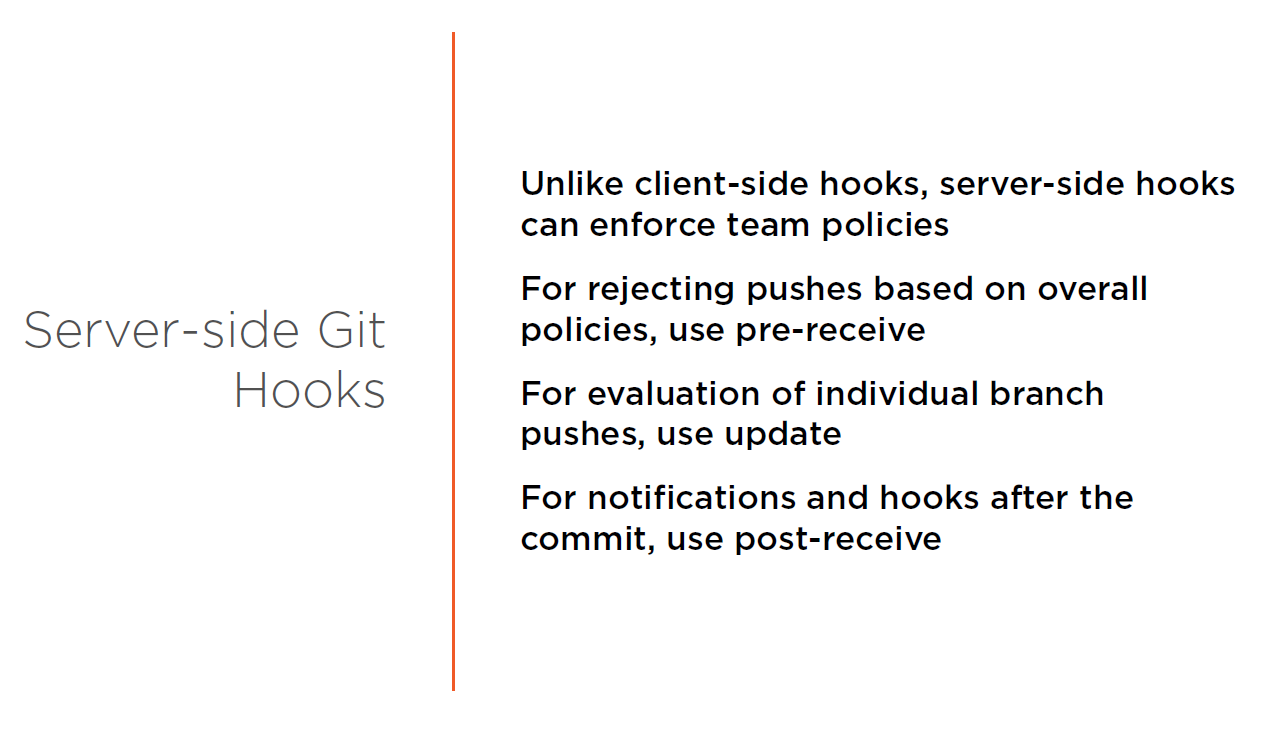 Server-side Git
Hooks
Unlike client-side hooks, server-side hooks
can enforce team policies
For rejecting pushes based on overall
policies, use pre-receive
For evaluation of individual branch
pushes, use update
For notifications and hooks after the
commit, use post-receive